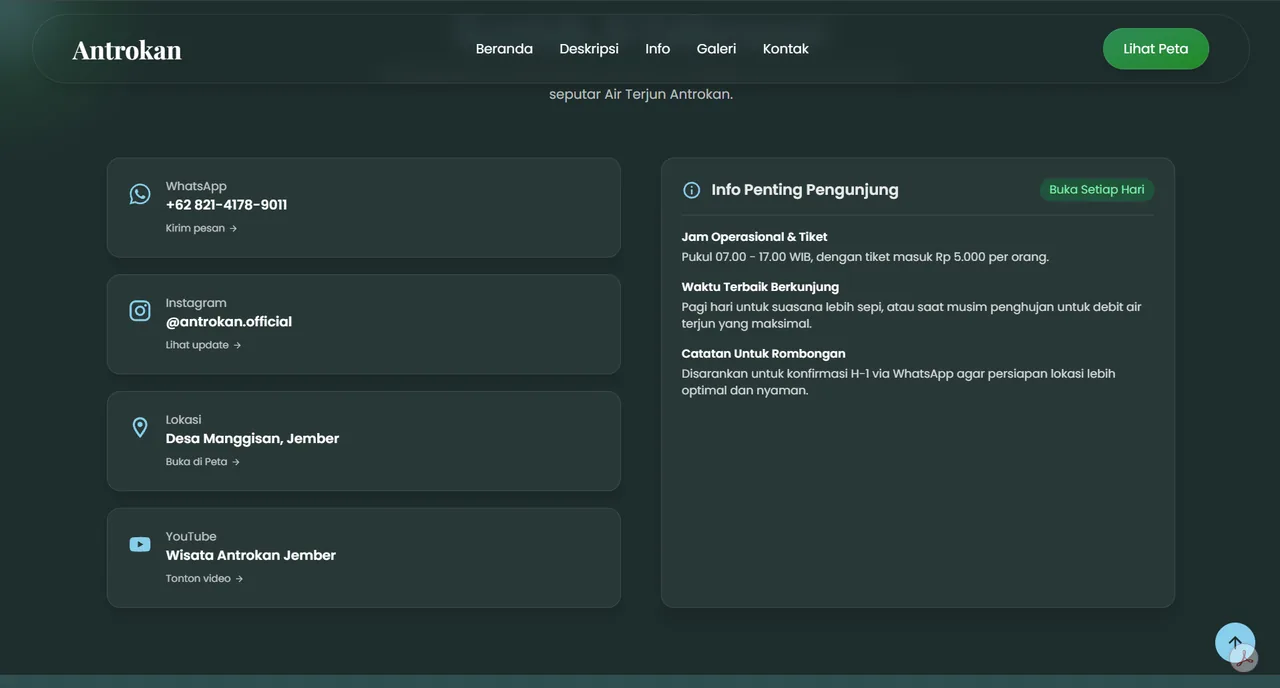 Antrokan
Beranda
Deskripsi
Info
Galeri
Kontak
Lihat Peta
seputar Air Terjun Antrokan.
WhatsApp
+62 821-4178-9011
Kirim pesan →
Instagram
@antrokan.official
Lihat update →
Lokasi
Desa Manggisan, Jember
Buka di Peta →
YouTube
Wisata Antrokan Jember
Tonton video →
Info Penting Pengunjung
Buka Setiap Hari
Jam Operasional & Tiket
Pukul 07.00 - 17.00 WIB, dengan tiket masuk Rp 5.000 per orang.
Waktu Terbaik Berkunjung
Pagi hari untuk suasana lebih sepi, atau saat musim penghujan untuk debit air
terjun yang maksimal.
Catatan Untuk Rombongan
Disarankan untuk konfirmasi H-1 via WhatsApp agar persiapan lokasi lebih
optimal dan nyaman.